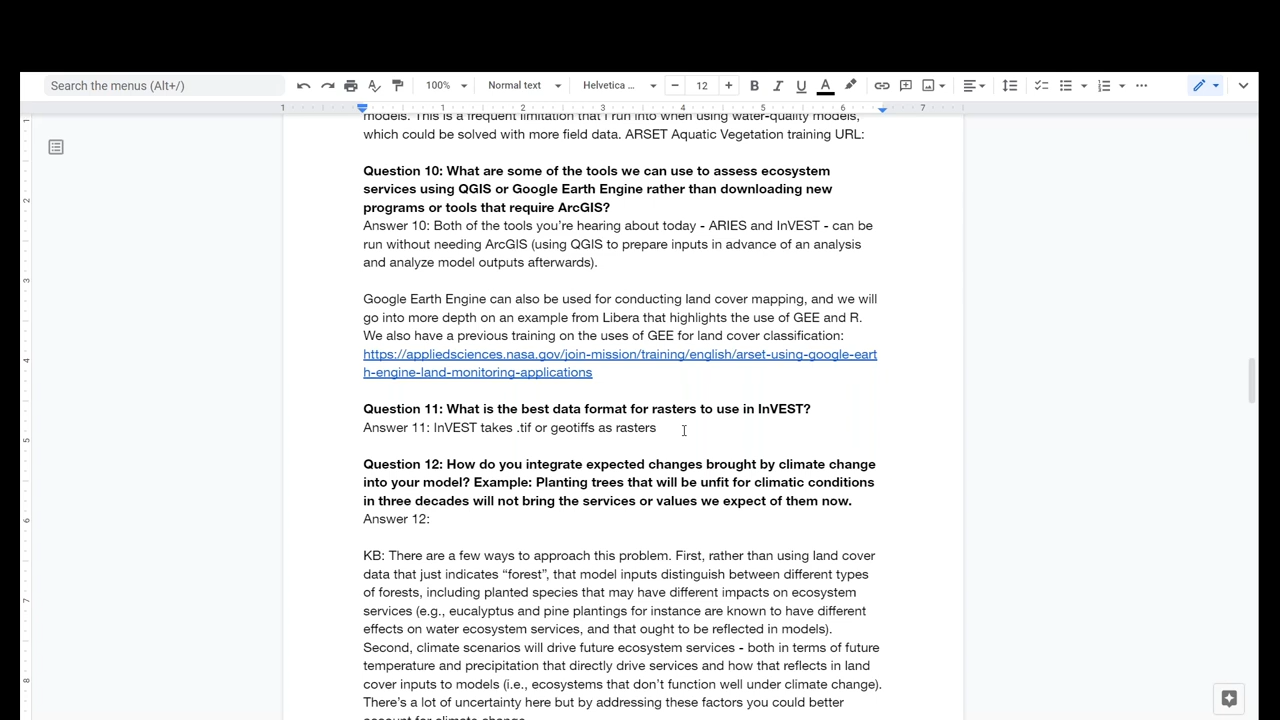 Search the menus (Alt+/)
100%
Normal text
Helvetica ...
12
B I U A
1 1 2 3 4 5 6 7
models. This is a frequent limitation that I run into when using water-quality models,
which could be solved with more field data. ARSET Aquatic Vegetation training URL:
Question 10: What are some of the tools we can use to assess ecosystem
services using QGIS or Google Earth Engine rather than downloading new
programs or tools that require ArcGIS?
Answer 10: Both of the tools you’re hearing about today - ARIES and InVEST - can be
run without needing ArcGIS (using QGIS to prepare inputs in advance of an analysis
and analyze model outputs afterwards).
Google Earth Engine can also be used for conducting land cover mapping, and we will
go into more depth on an example from Libera that highlights the use of GEE and R.
We also have a previous training on the uses of GEE for land cover classification:
https://appliedsciences.nasa.gov/join-mission/training/english/arset-using-google-eart
h-engine-land-monitoring-applications
Question 11: What is the best data format for rasters to use in InVEST?
Answer 11: InVEST takes .tif or geotiffs as rasters
Question 12: How do you integrate expected changes brought by climate change
into your model? Example: Planting trees that will be unfit for climatic conditions
in three decades will not bring the services or values we expect of them now.
Answer 12:
KB: There are a few ways to approach this problem. First, rather than using land cover
data that just indicates “forest”, that model inputs distinguish between different types
of forests, including planted species that may have different impacts on ecosystem
services (e.g., eucalyptus and pine plantings for instance are known to have different
effects on water ecosystem services, and that ought to be reflected in models).
Second, climate scenarios will drive future ecosystem services - both in terms of future
temperature and precipitation that directly drive services and how that reflects in land
cover inputs to models (i.e., ecosystems that don’t function well under climate change).
There’s a lot of uncertainty here but by addressing these factors you could better
account for climate change